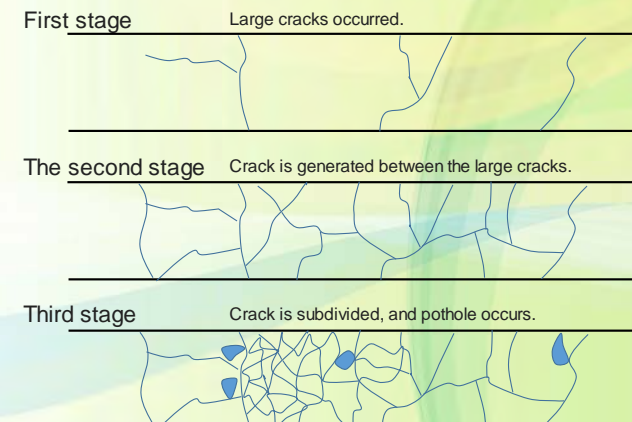 First stage Large cracks occurred.
The second stage Crack is generated between the large cracks.
Third stage Crack is subdivided, and pothole occurs.